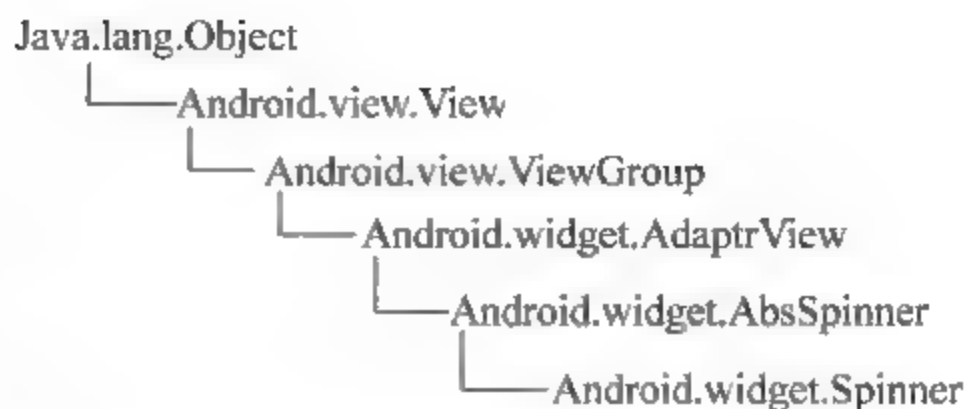 Java.lang.Object
Android.view.View
Android.view.ViewGroup
Android.widget.AdaptrView
Android.widget.AbsSpinner
Android.widget.Spinner